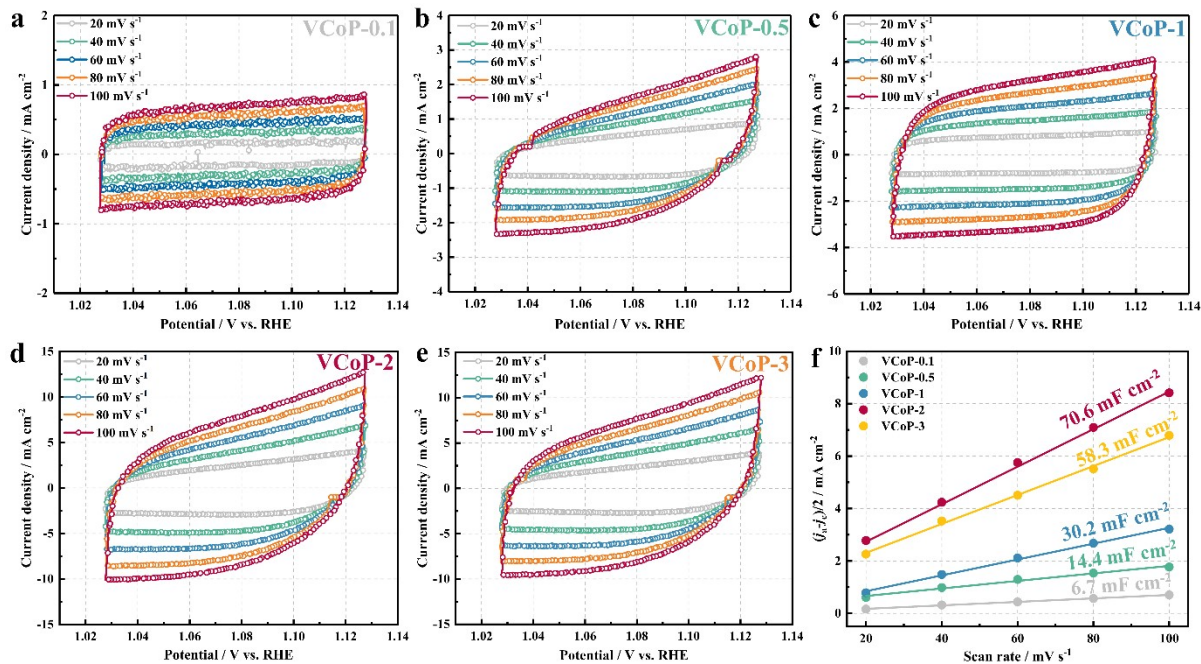 a
VCoP-0.1
20 mV s⁻¹
40 mV s⁻¹
60 mV s⁻¹
80 mV s⁻¹
100 mV s⁻¹
Current density / mA cm⁻²
2
1
0
-1
-2
1.02
1.04
1.06
1.08
1.10
1.12
1.14
Potential / V vs. RHE
b
VCoP-0.5
20 mV s⁻¹
40 mV s⁻¹
60 mV s⁻¹
80 mV s⁻¹
100 mV s⁻¹
Current density / mA cm⁻²
4
3
2
1
0
-1
-2
-3
-4
1.02
1.04
1.06
1.08
1.10
1.12
1.14
Potential / V vs. RHE
c
VCoP-1
20 mV s⁻¹
40 mV s⁻¹
60 mV s⁻¹
80 mV s⁻¹
100 mV s⁻¹
Current density / mA cm⁻²
6
4
2
0
-2
-4
-6
1.02
1.04
1.06
1.08
1.10
1.12
1.14
Potential / V vs. RHE
d
VCoP-2
20 mV s⁻¹
40 mV s⁻¹
60 mV s⁻¹
80 mV s⁻¹
100 mV s⁻¹
Current density / mA cm⁻²
15
10
5
0
-5
-10
-15
1.02
1.04
1.06
1.08
1.10
1.12
1.14
Potential / V vs. RHE
e
VCoP-3
20 mV s⁻¹
40 mV s⁻¹
60 mV s⁻¹
80 mV s⁻¹
100 mV s⁻¹
Current density / mA cm⁻²
15
10
5
0
-5
-10
-15
1.02
1.04
1.06
1.08
1.10
1.12
1.14
Potential / V vs. RHE
f
VCoP-0.1
VCoP-0.5
VCoP-1
VCoP-2
VCoP-3
70.6 mF cm⁻²
58.3 mF cm⁻²
30.2 mF cm⁻²
14.4 mF cm⁻²
6.7 mF cm⁻²
(jₐ-j꜀)/2 / mA cm⁻²
8
6
4
2
0
20
40
60
80
100
Scan rate / mV s⁻¹